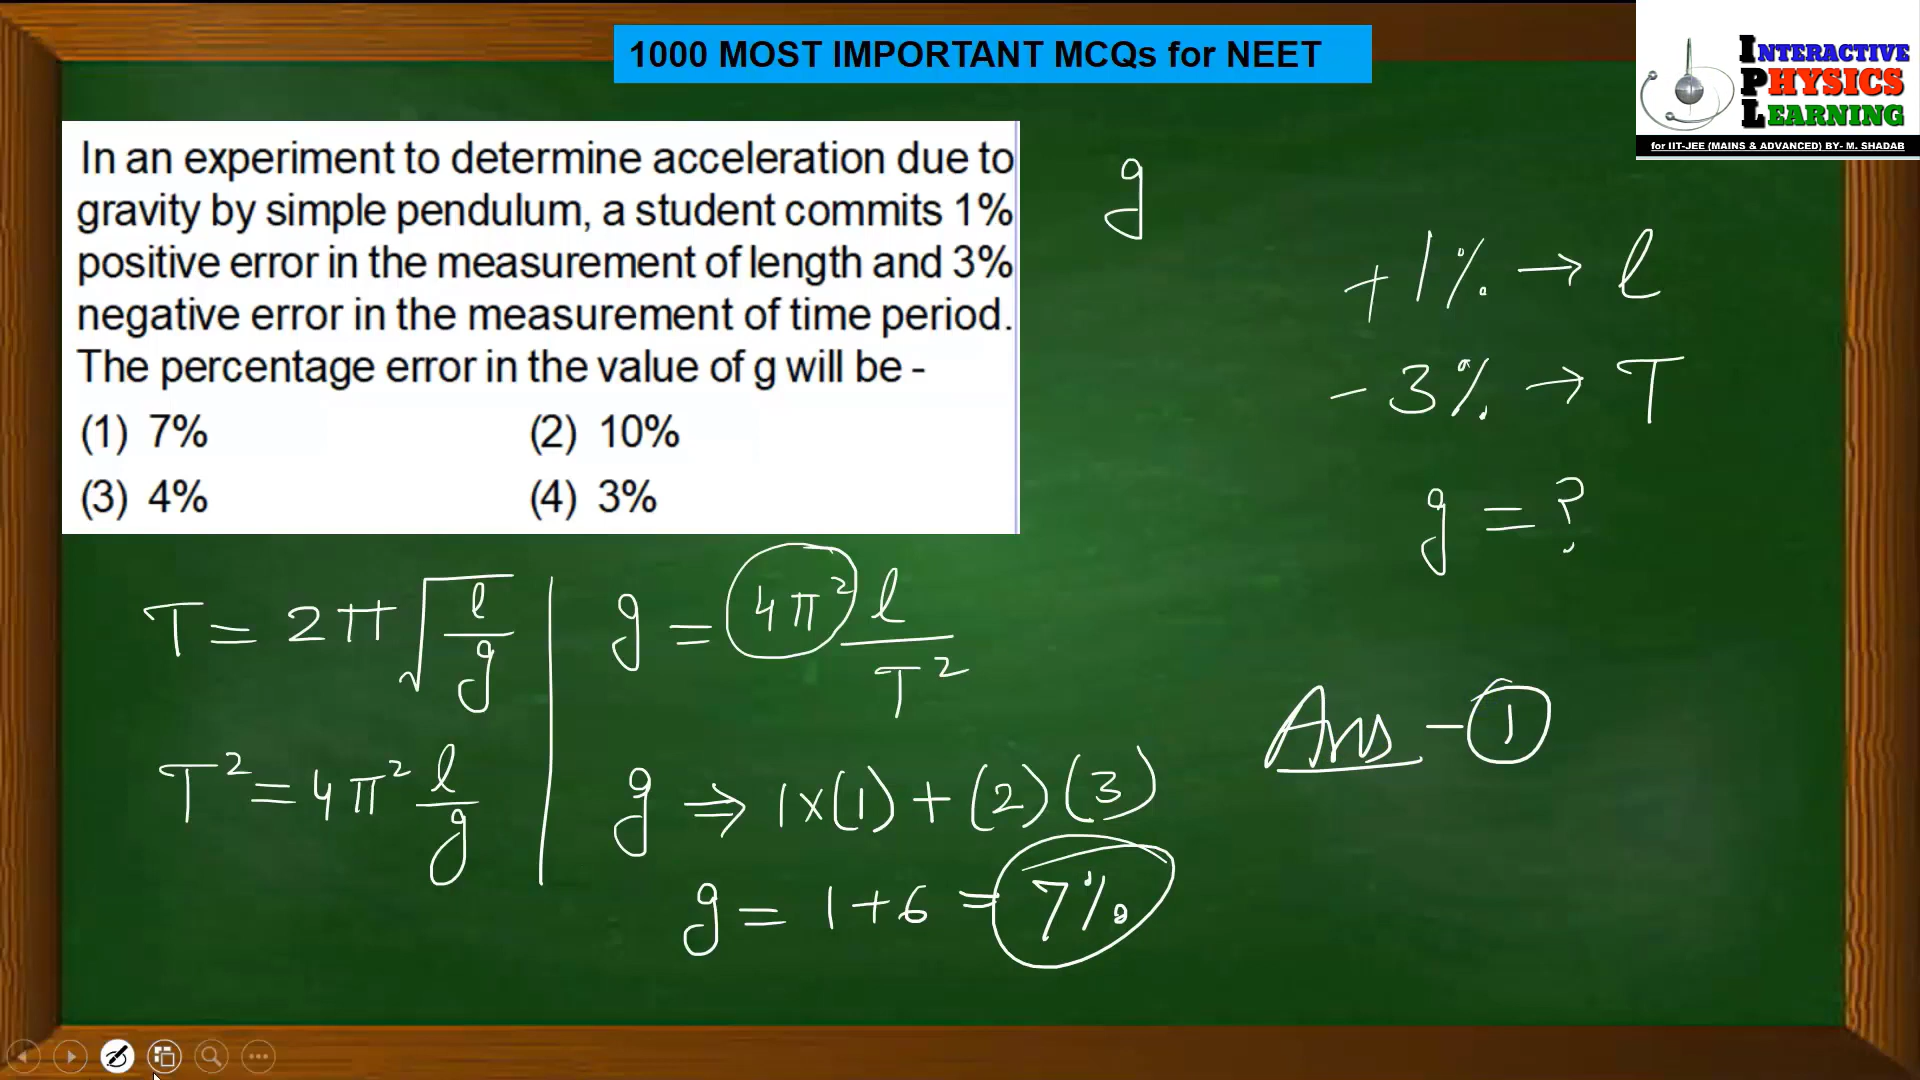 1000 MOST IMPORTANT MCQs for NEET
INTERACTIVE
PHYSICS
LEARNING
for IIT-JEE (MAINS & ADVANCED) BY- M. SHADAB
In an experiment to determine acceleration due to
gravity by simple pendulum, a student commits 1%
positive error in the measurement of length and 3%
negative error in the measurement of time period.
The percentage error in the value of g will be -
(1) 7% (2) 10%
(3) 4% (4) 3%
g
+1% → l
-3% → T
g = ?
T = 2π√(l/g)
T² = 4π² l/g
g = 4π² l/T²
g ⇒ 1×(1) + (2)(3)
g = 1+6 = 7%
Ans - 1